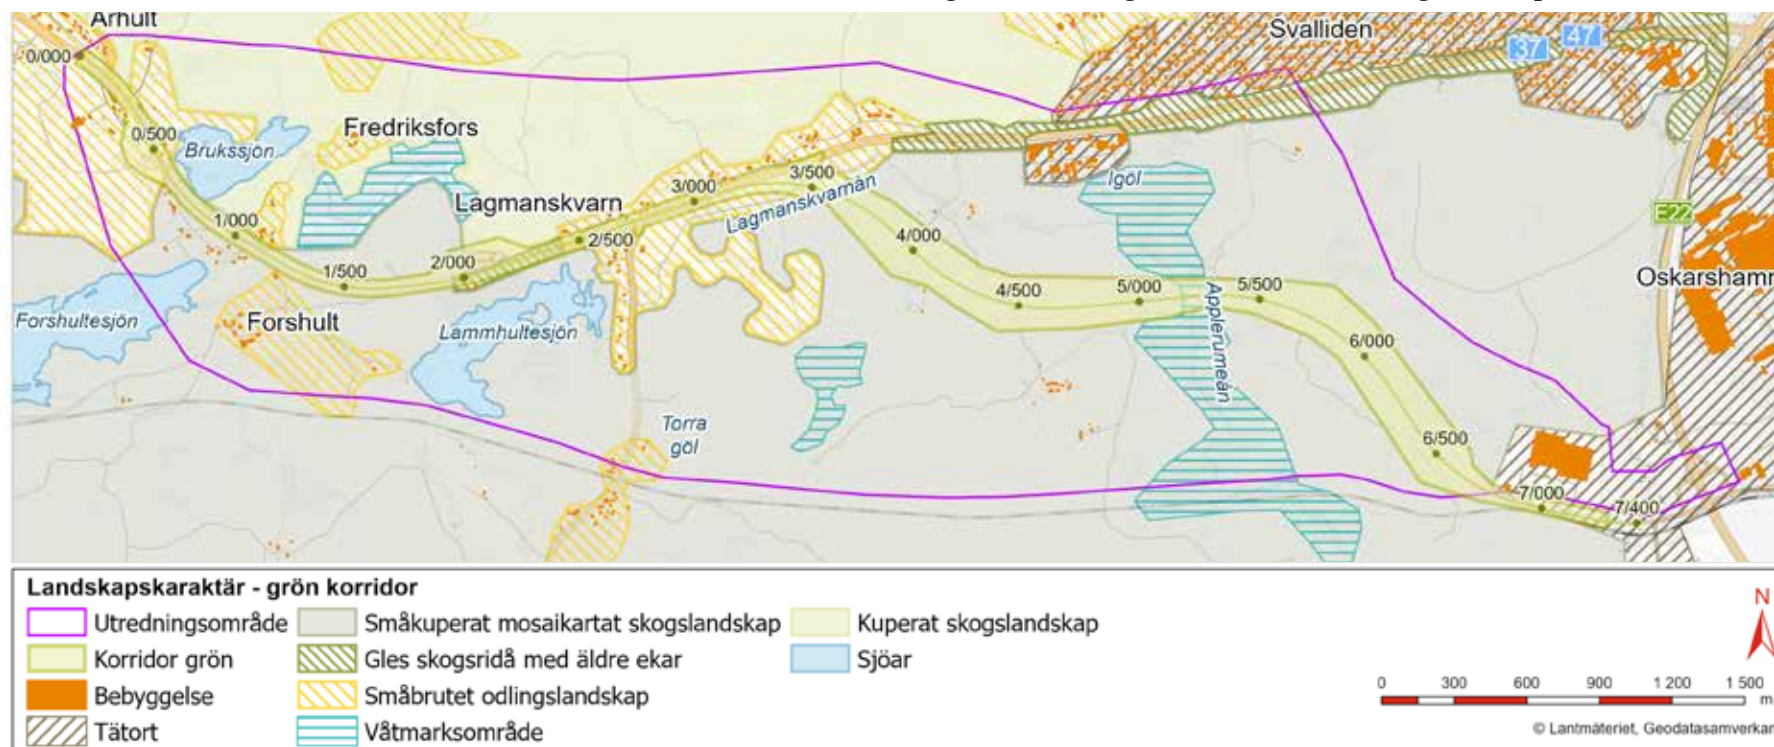 Århult
Svalliden
37
47
0/000
0/500
Brukssjön
Fredriksfors
3/500
3/000
Lagmanskvarnån
Igöl
Lagmanskvarn
E22
1/000
2/500
4/000
2/000
1/500
5/000
5/500
Oskarshamn
4/500
Applerumeån
Forshultesjön
Forshult
Lammhultesjön
6/000
Torra
göl
6/500
7/000
7/400
Landskapskaraktär - grön korridor
Utredningsområde
Småkuperat mosaikartat skogslandskap
Kuperat skogslandskap
Korridor grön
Gles skogsridå med äldre ekar
Sjöar
Bebyggelse
Småbrutet odlingslandskap
Tätort
Våtmarksområde
N
0 300 600 900 1 200 1 500
m
© Lantmäteriet, Geodatasamverkan